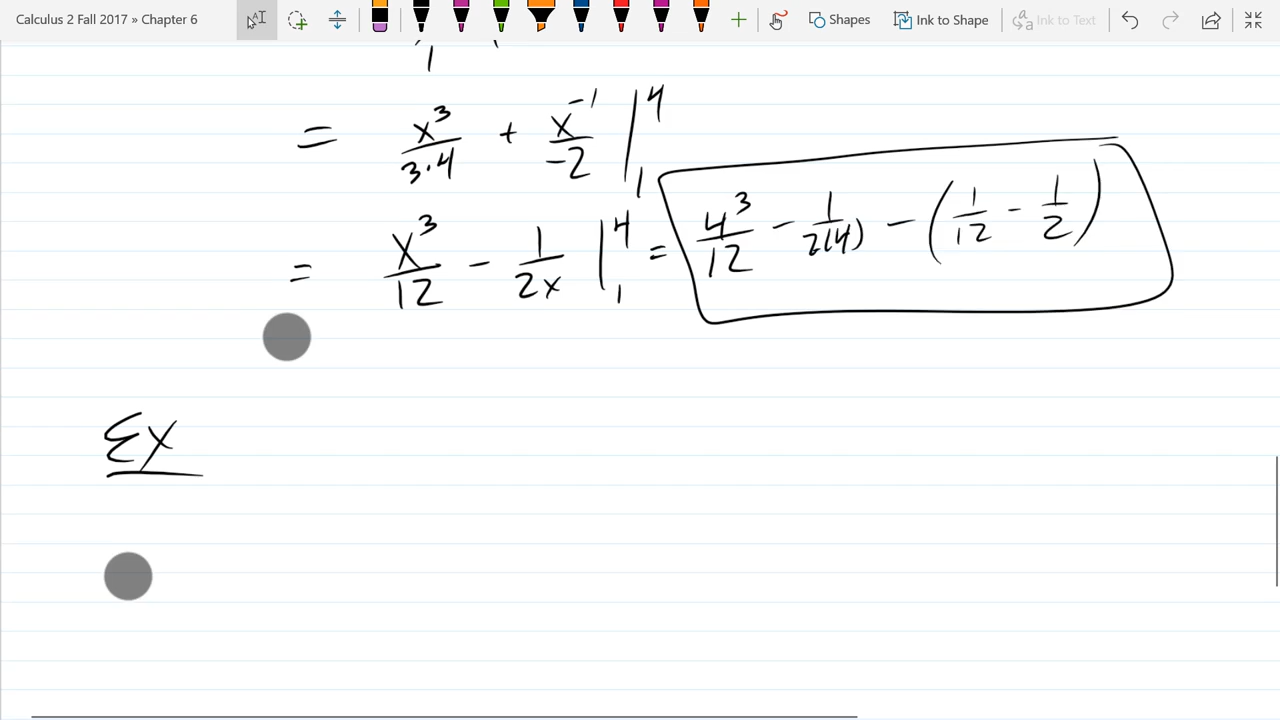 Calculus 2 Fall 2017 » Chapter 6
Shapes
Ink to Shape
Ink to Text
1
= x^3/3·4 + x^-1/-2 |_1^4
= x^3/12 - 1/2x |_1^4 = 4^3/12 - 1/2(4) - (1/12 - 1/2)
Ex